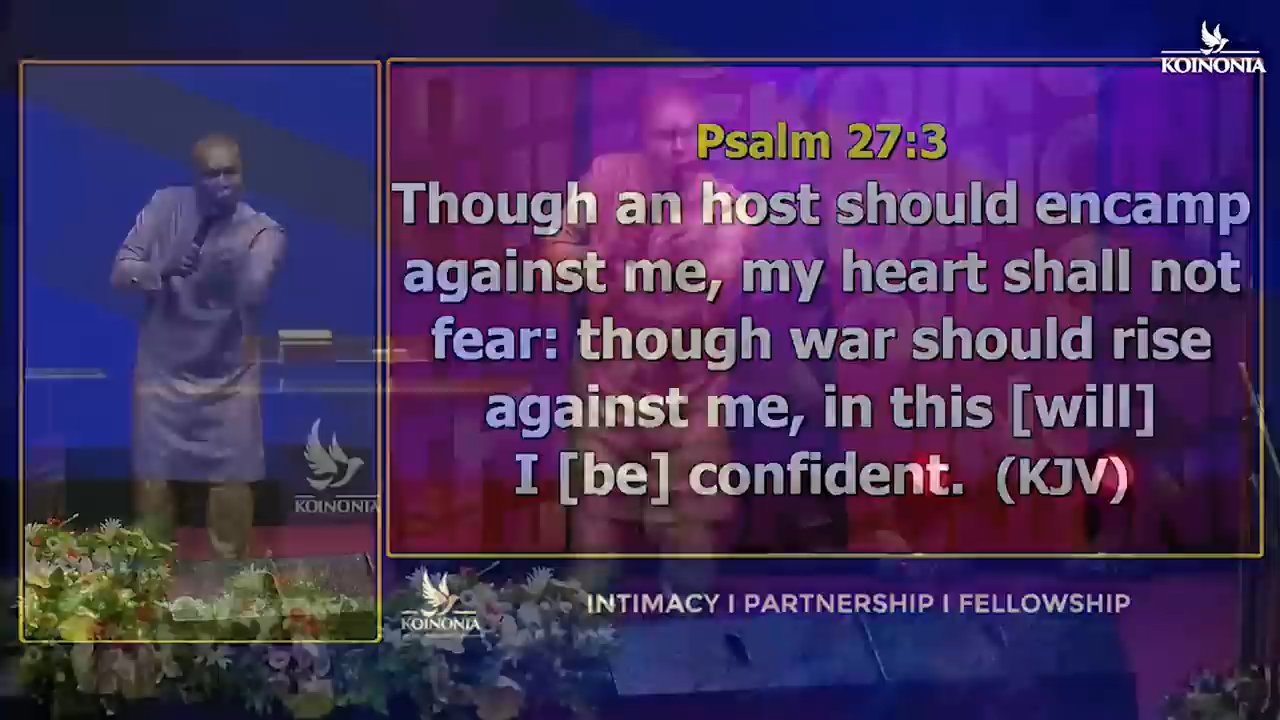 KOINONIA
Psalm 27:3
Though an host should encamp
against me, my heart shall not
fear: though war should rise
against me, in this [will]
I [be] confident. (KJV)
KOINONIA
KOINONIA
INTIMACY I PARTNERSHIP I FELLOWSHIP